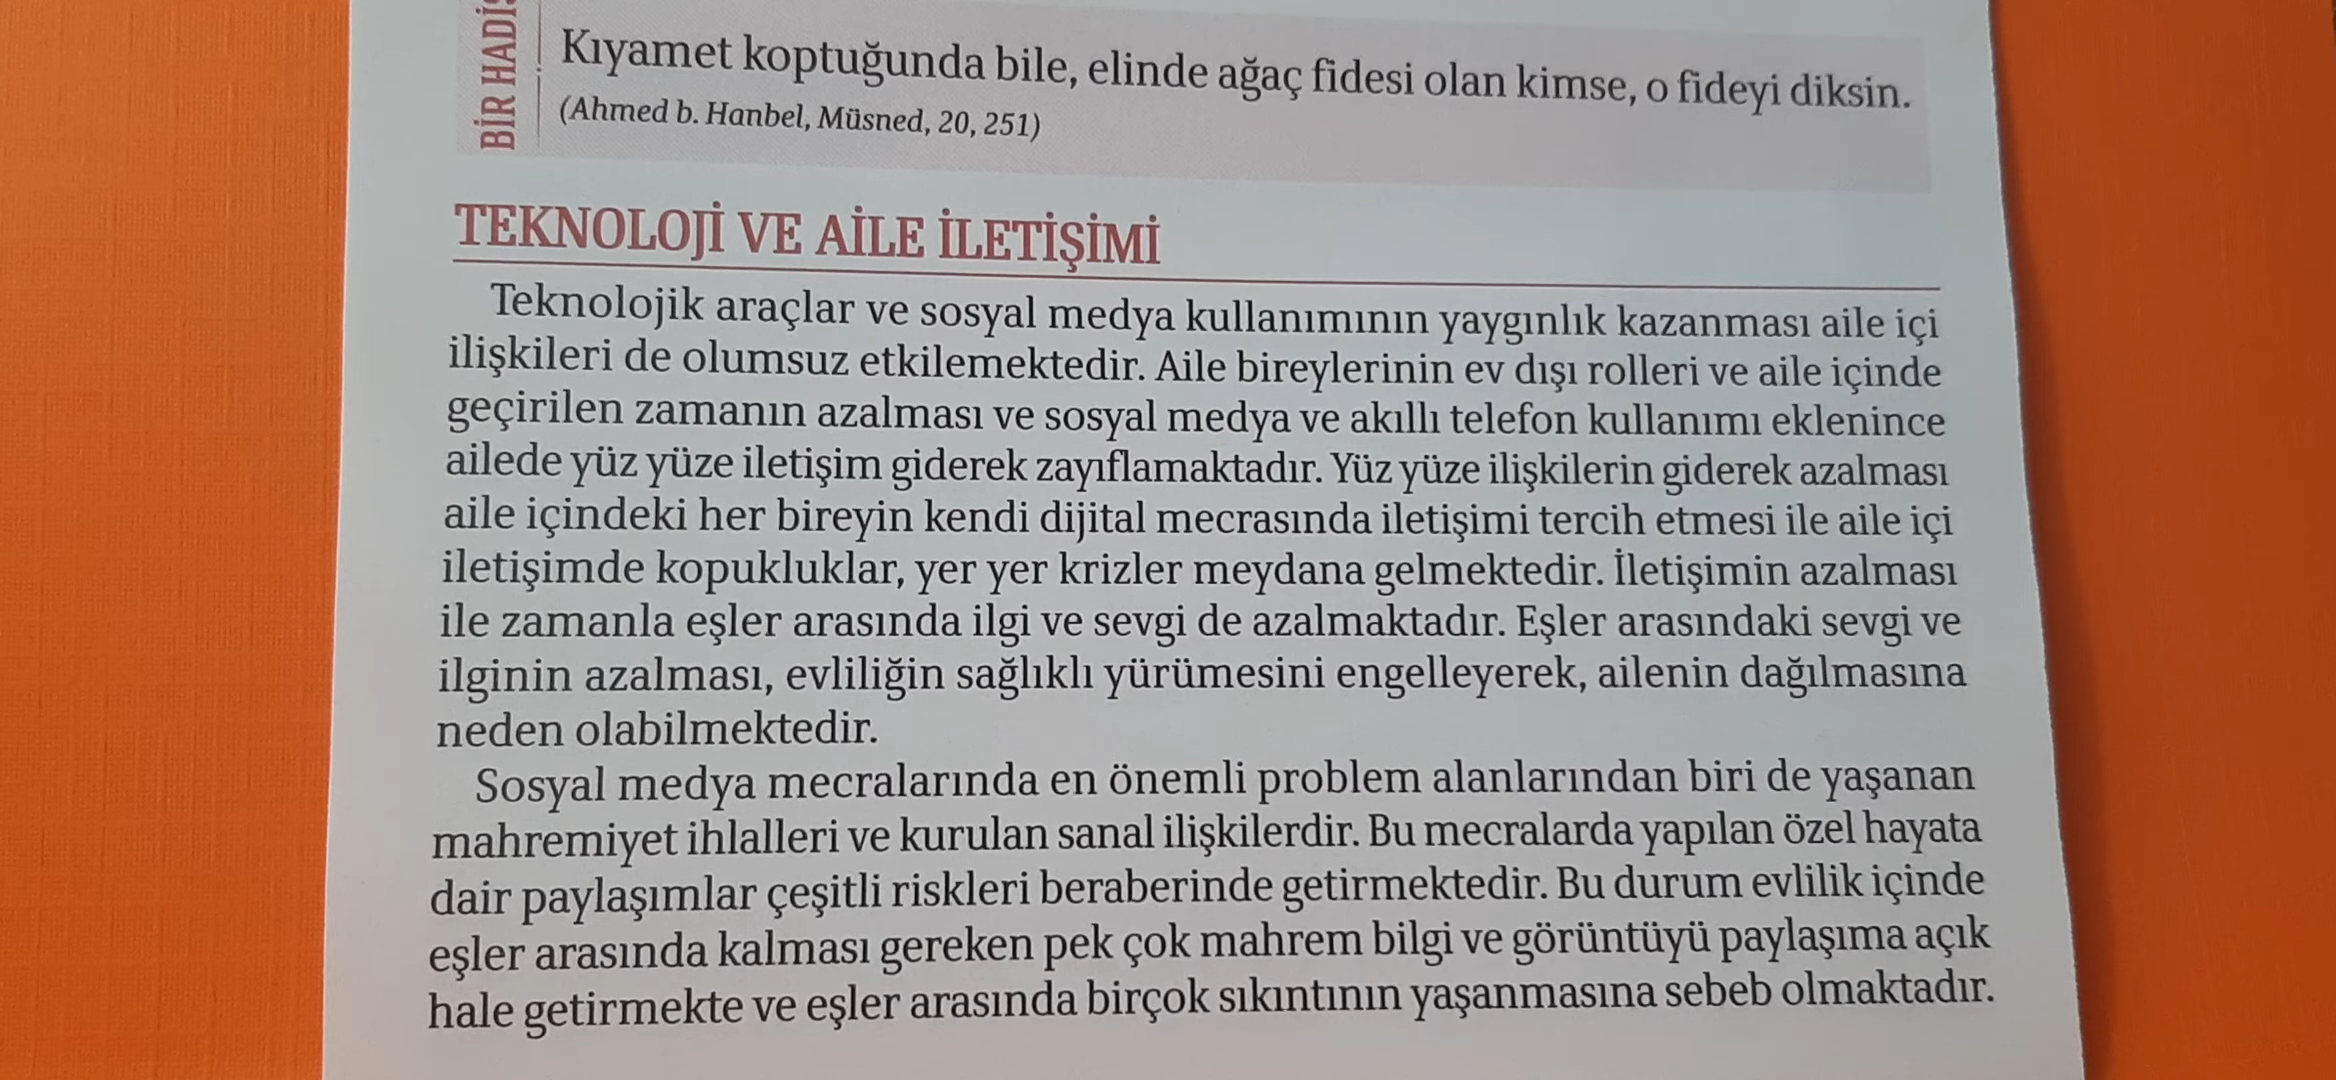 BİR HADİS
Kıyamet koptuğunda bile, elinde ağaç fidesi olan kimse, o fideyi diksin.
(Ahmed b. Hanbel, Müsned, 20, 251)
TEKNOLOJİ VE AİLE İLETİŞİMİ
Teknolojik araçlar ve sosyal medya kullanımının yaygınlık kazanması aile içi
ilişkileri de olumsuz etkilemektedir. Aile bireylerinin ev dışı rolleri ve aile içinde
geçirilen zamanın azalması ve sosyal medya ve akıllı telefon kullanımı eklenince
ailede yüz yüze iletişim giderek zayıflamaktadır. Yüz yüze ilişkilerin giderek azalması
aile içindeki her bireyin kendi dijital mecrasında iletişimi tercih etmesi ile aile içi
iletişimde kopukluklar, yer yer krizler meydana gelmektedir. İletişimin azalması
ile zamanla eşler arasında ilgi ve sevgi de azalmaktadır. Eşler arasındaki sevgi ve
ilginin azalması, evliliğin sağlıklı yürümesini engelleyerek, ailenin dağılmasına
neden olabilmektedir.
Sosyal medya mecralarında en önemli problem alanlarından biri de yaşanan
mahremiyet ihlalleri ve kurulan sanal ilişkilerdir. Bu mecralarda yapılan özel hayata
dair paylaşımlar çeşitli riskleri beraberinde getirmektedir. Bu durum evlilik içinde
eşler arasında kalması gereken pek çok mahrem bilgi ve görüntüyü paylaşıma açık
hale getirmekte ve eşler arasında birçok sıkıntının yaşanmasına sebeb olmaktadır.